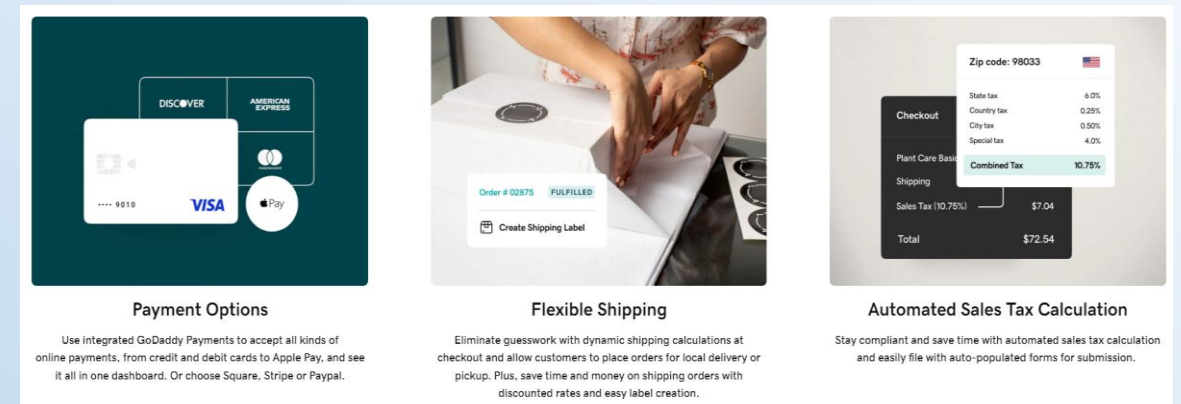 DISCOVER
AMERICAN
EXPRESS
•••• 9010
VISA
Pay
Payment Options
Use integrated GoDaddy Payments to accept all kinds of
online payments, from credit and debit cards to Apple Pay, and see
it all in one dashboard. Or choose Square, Stripe or Paypal.
Order # 02875 FULFILLED
Create Shipping Label
Flexible Shipping
Eliminate guesswork with dynamic shipping calculations at
checkout and allow customers to place orders for local delivery or
pickup. Plus, save time and money on shipping orders with
discounted rates and easy label creation.
Zip code: 98033
State tax 6.0%
Country tax 0.25%
City tax 0.50%
Special tax 4.0%
Combined Tax 10.75%
Checkout
Plant Care Basic
Shipping
Sales Tax (10.75%) $7.04
Total $72.54
Automated Sales Tax Calculation
Stay compliant and save time with automated sales tax calculation
and easily file with auto-populated forms for submission.